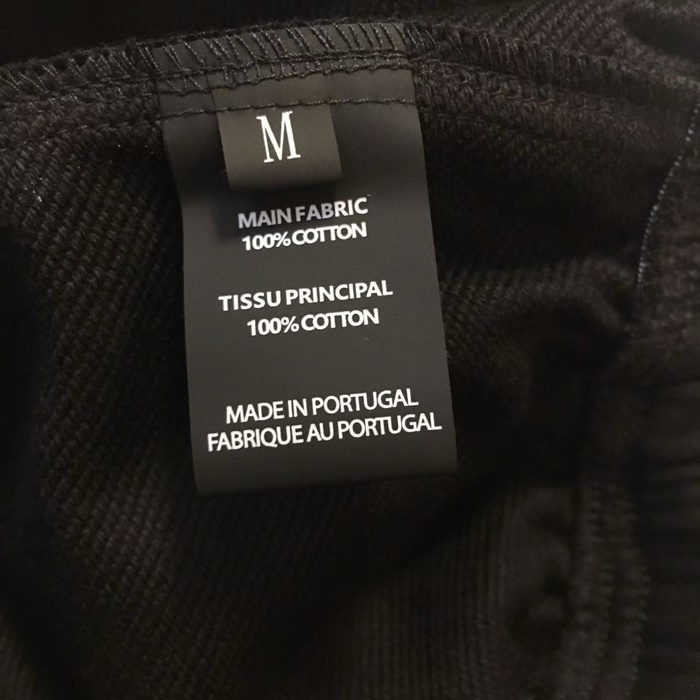 M
MAIN FABRIC
100% COTTON
TISSU PRINCIPAL
100% COTTON
MADE IN PORTUGAL
FABRIQUE AU PORTUGAL